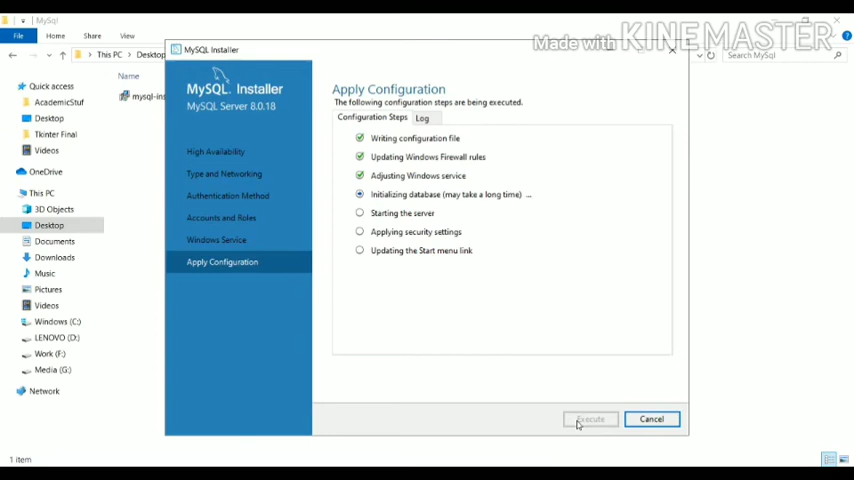 MySql
Made with KINEMASTER
File
Home
Share
View
This PC
Desktop
Search MySql
Quick access
AcademicStuf
Desktop
Tkinter Final
Videos
OneDrive
This PC
3D Objects
Desktop
Documents
Downloads
Music
Pictures
Videos
Windows (C:)
LENOVO (D:)
Work (F:)
Media (G:)
Network
Name
mysql-ins
MySQL Installer
MySQL. Installer
MySQL Server 8.0.18
High Availability
Type and Networking
Authentication Method
Accounts and Roles
Windows Service
Apply Configuration
Apply Configuration
The following configuration steps are being executed.
Configuration Steps
Log
Writing configuration file
Updating Windows Firewall rules
Adjusting Windows service
Initializing database (may take a long time) ...
Starting the server
Applying security settings
Updating the Start menu link
Execute
Cancel
1 item